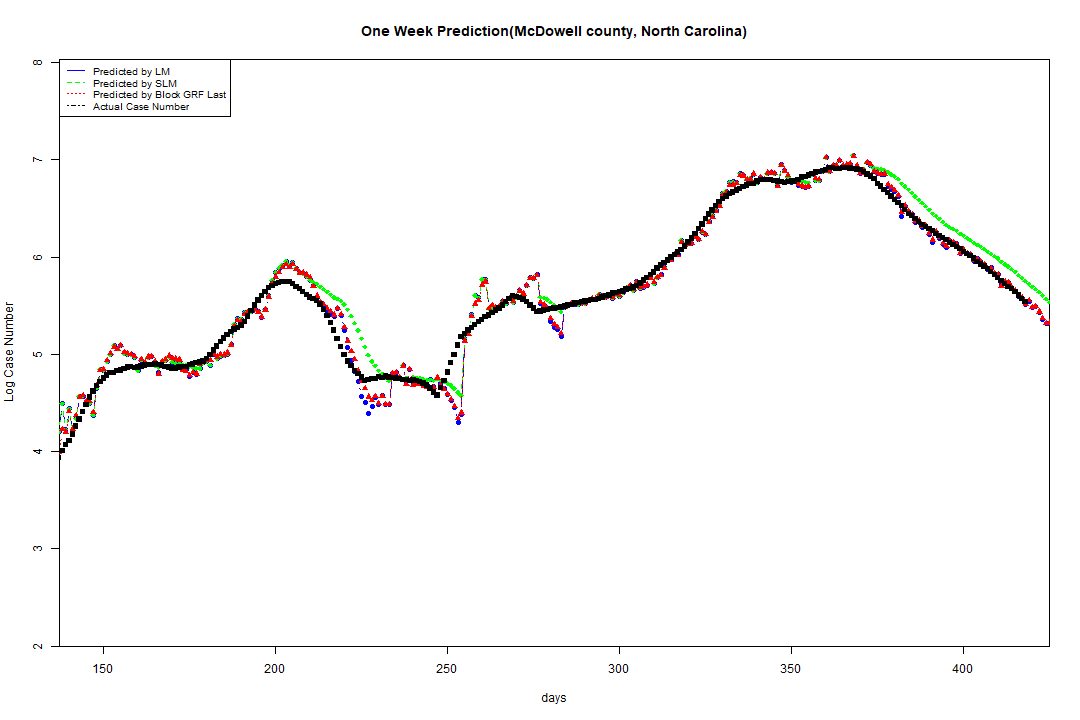 One Week Prediction(McDowell county, North Carolina)
Predicted by LM
Predicted by SLM
Predicted by Block GRF Last
Actual Case Number
8
7
6
5
4
3
2
Log Case Number
150 200 250 300 350 400
days